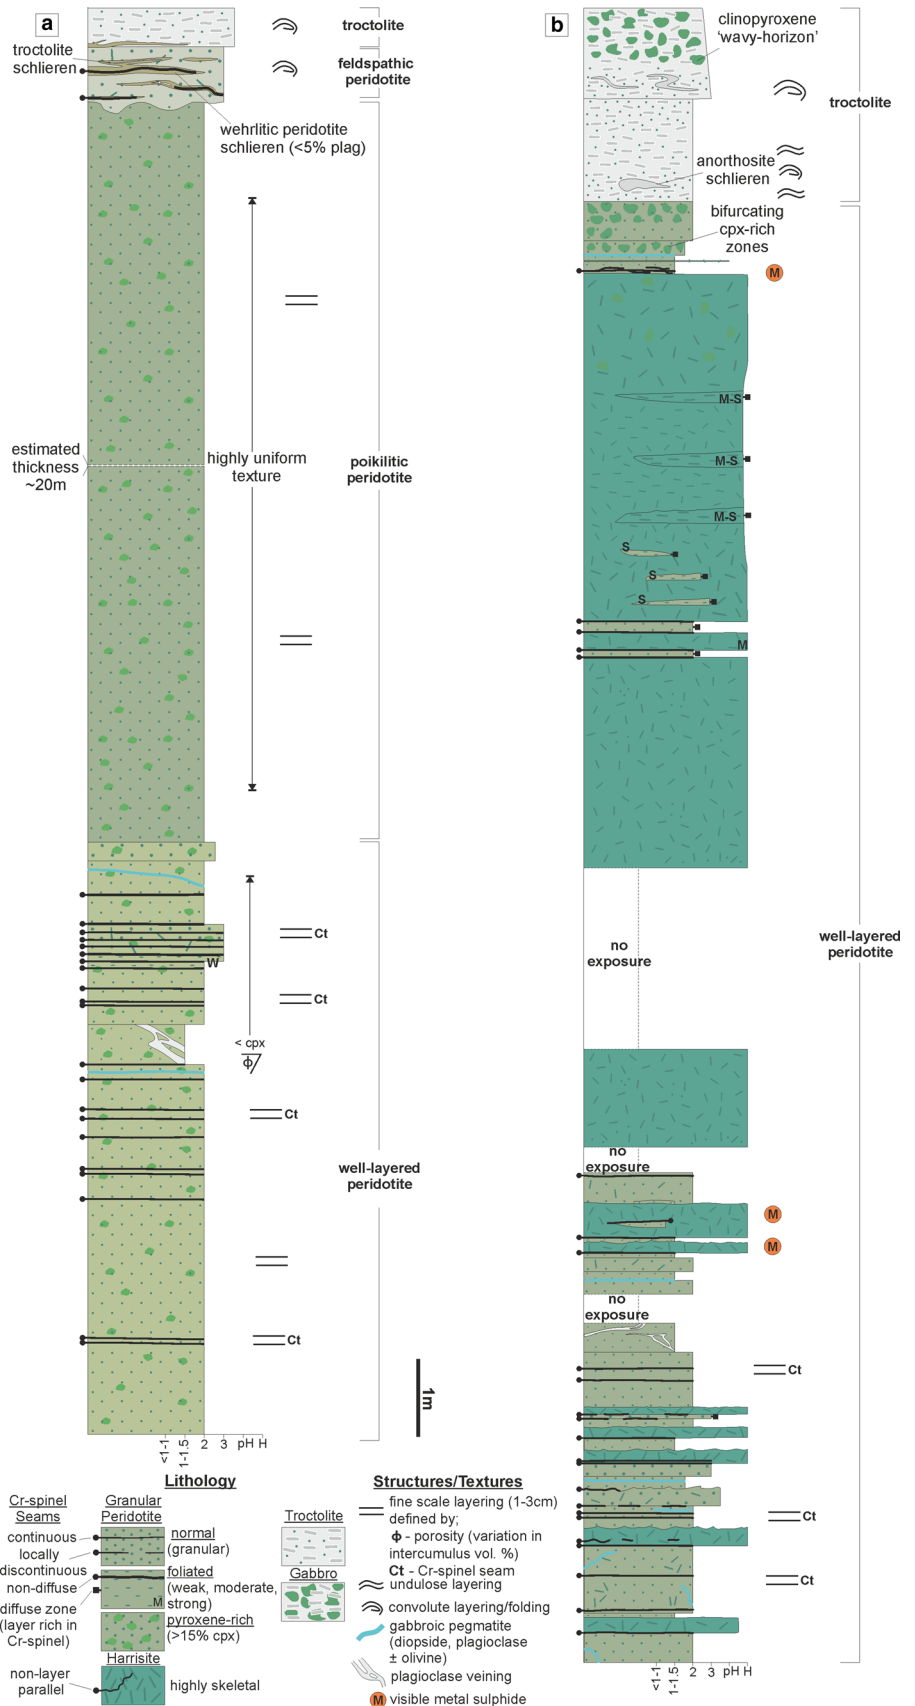 a
troctolite
schlieren
troctolite
feldspathic
peridotite
wehrlitic peridotite
schlieren (<5% plag)
estimated
thickness
~20m
highly uniform
texture
poikilitic
peridotite
Ct
W
Ct
< cpx
ϕ
Ct
well-layered
peridotite
Ct
1m
<1-1
1-1.5
2
3
pH
H
b
clinopyroxene
‘wavy-horizon’
troctolite
anorthosite
schlieren
bifurcating
cpx-rich
zones
M
M-S
M-S
M-S
S
S
S
M
no
exposure
well-layered
peridotite
no
exposure
M
M
no
exposure
Ct
Ct
Ct
<1-1
1-1.5
2
3
pH
H
Lithology
Cr-spinel
Seams
continuous
locally
discontinuous
non-diffuse
diffuse zone
(layer rich in
Cr-spinel)
non-layer
parallel
Granular
Peridotite
normal
(granular)
foliated
(weak, moderate,
strong)
M
pyroxene-rich
(>15% cpx)
Harrisite
highly skeletal
Troctolite
Gabbro
Structures/Textures
fine scale layering (1-3cm)
defined by;
ϕ - porosity (variation in
intercumulus vol. %)
Ct - Cr-spinel seam
undulose layering
convolute layering/folding
gabbroic pegmatite
(diopside, plagioclase
± olivine)
plagioclase veining
M visible metal sulphide